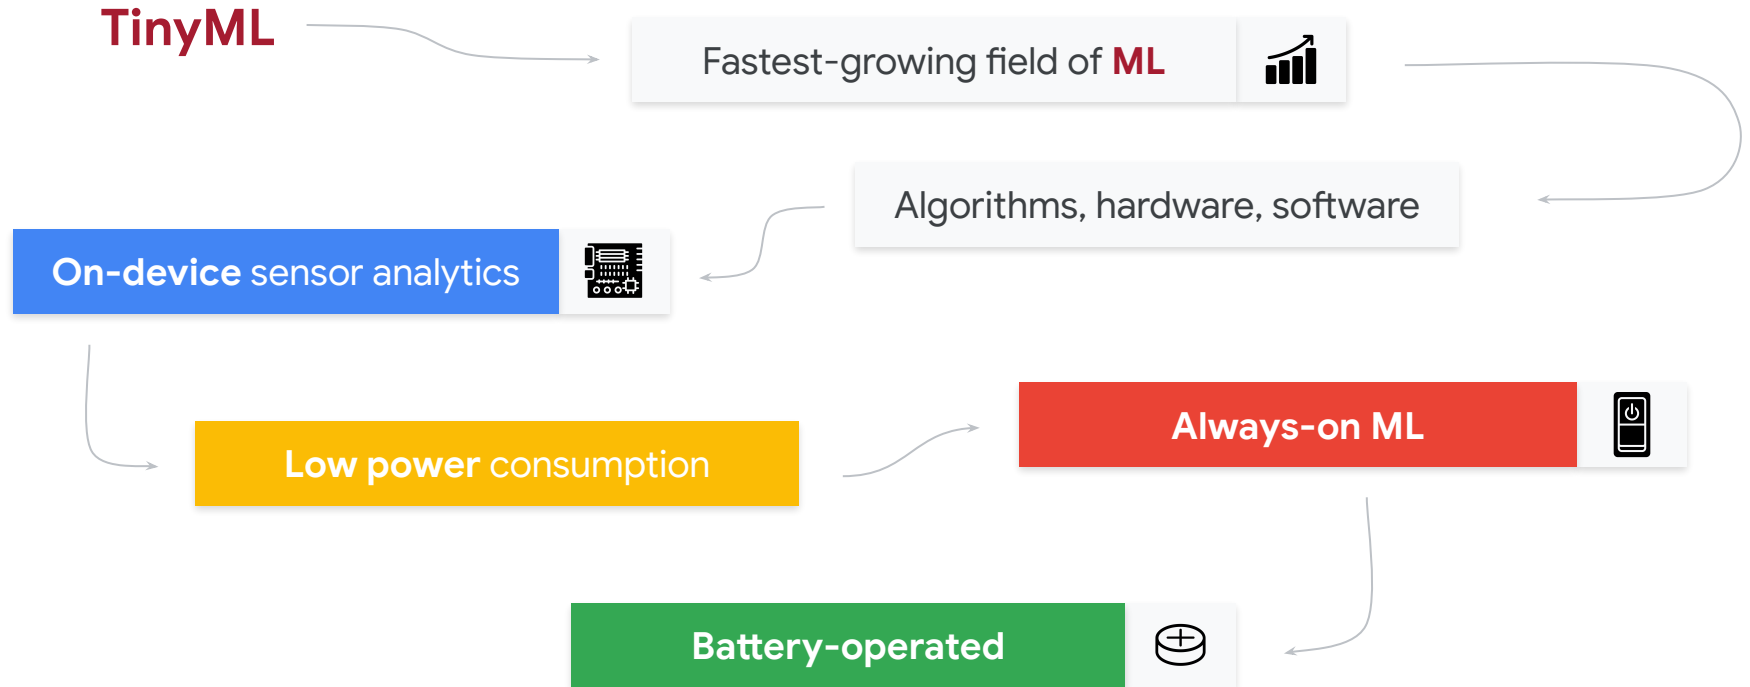 TinyML
Fastest-growing field of ML
Algorithms, hardware, software
On-device sensor analytics
Low power consumption
Always-on ML
Battery-operated